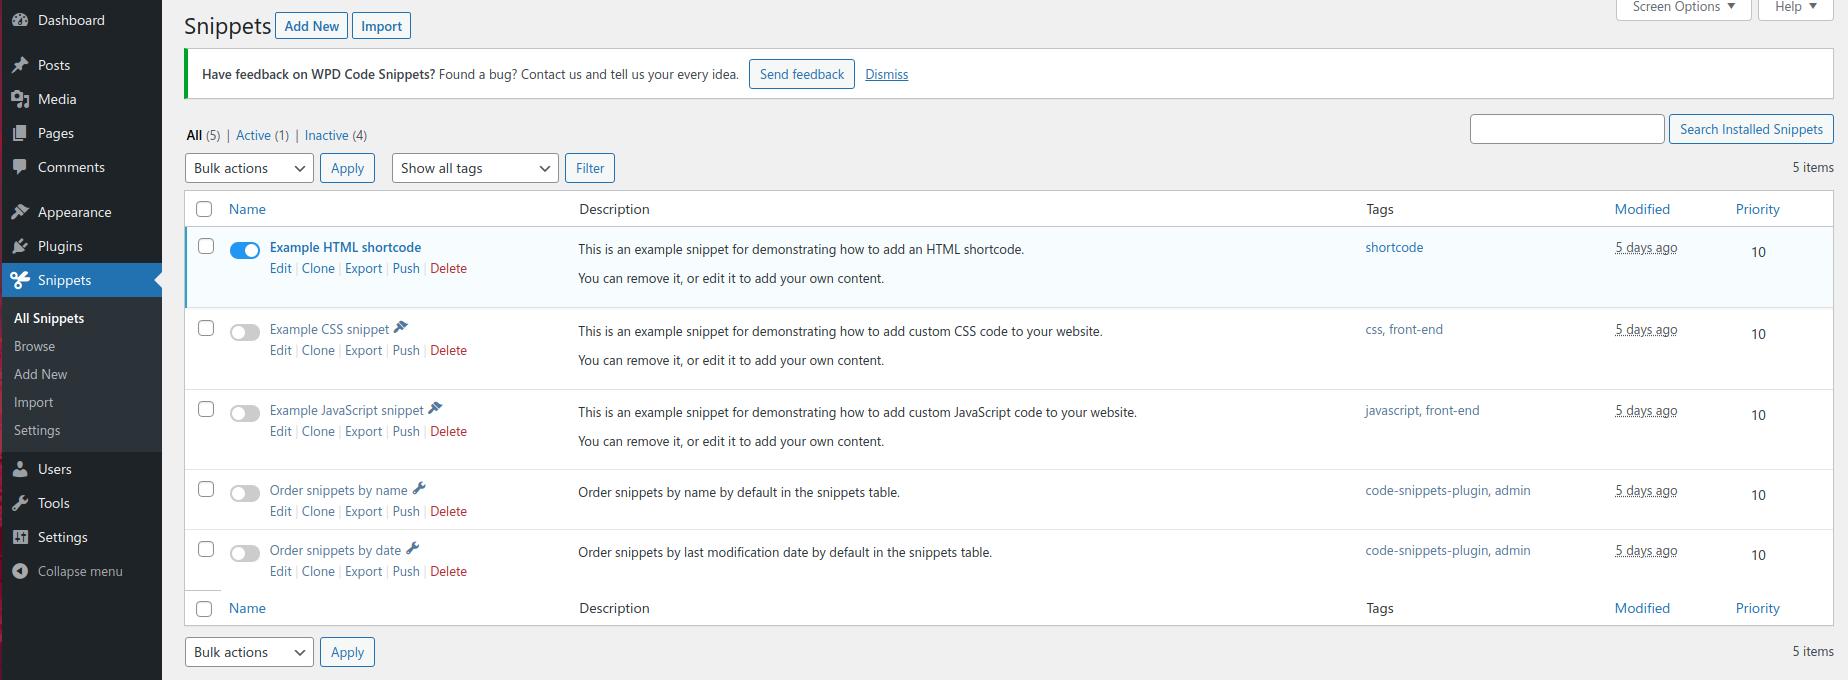 Dashboard
Posts
Media
Pages
Comments
Appearance
Plugins
Snippets
All Snippets
Browse
Add New
Import
Settings
Users
Tools
Settings
Collapse menu
Screen Options ▼
Help ▼
Snippets Add New Import
Have feedback on WPD Code Snippets? Found a bug? Contact us and tell us your every idea. Send feedback Dismiss
All (5) | Active (1) | Inactive (4)
Search Installed Snippets
Bulk actions Apply Show all tags Filter 5 items
Name Description Tags Modified Priority
Example HTML shortcode This is an example snippet for demonstrating how to add an HTML shortcode. shortcode 5 days ago 10
Edit | Clone | Export | Push | Delete You can remove it, or edit it to add your own content.
Example CSS snippet This is an example snippet for demonstrating how to add custom CSS code to your website. css, front-end 5 days ago 10
Edit | Clone | Export | Push | Delete You can remove it, or edit it to add your own content.
Example JavaScript snippet This is an example snippet for demonstrating how to add custom JavaScript code to your website. javascript, front-end 5 days ago 10
Edit | Clone | Export | Push | Delete You can remove it, or edit it to add your own content.
Order snippets by name Order snippets by name by default in the snippets table. code-snippets-plugin, admin 5 days ago 10
Edit | Clone | Export | Push | Delete
Order snippets by date Order snippets by last modification date by default in the snippets table. code-snippets-plugin, admin 5 days ago 10
Edit | Clone | Export | Push | Delete
Name Description Tags Modified Priority
Bulk actions Apply 5 items